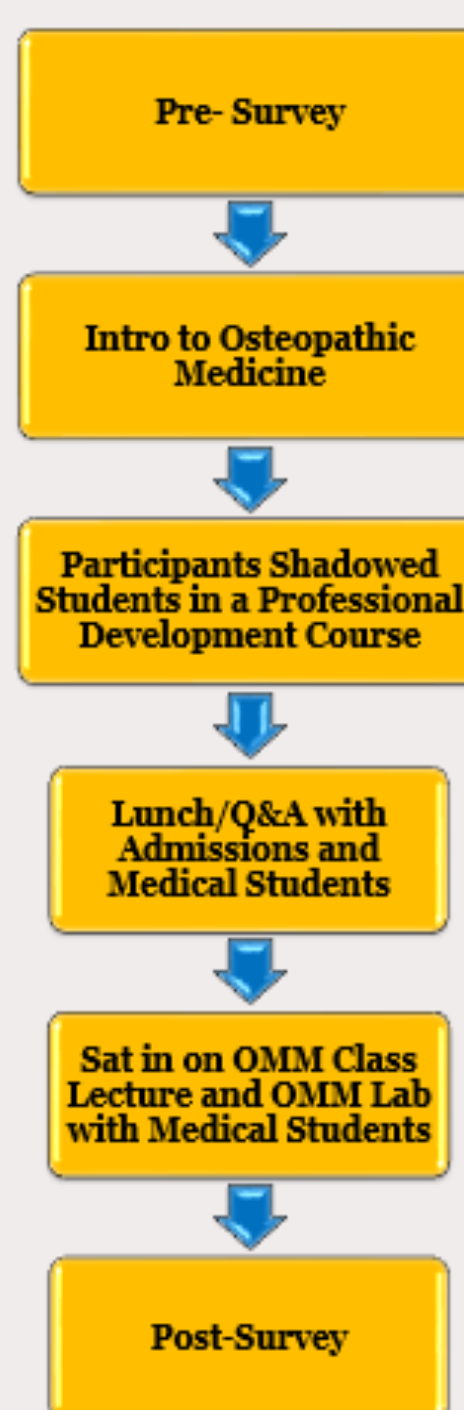 Pre- Survey
Intro to Osteopathic
Medicine
Participants Shadowed
Students in a Professional
Development Course
Lunch/Q&A with
Admissions and
Medical Students
Sat in on OMM Class
Lecture and OMM Lab
with Medical Students
Post-Survey